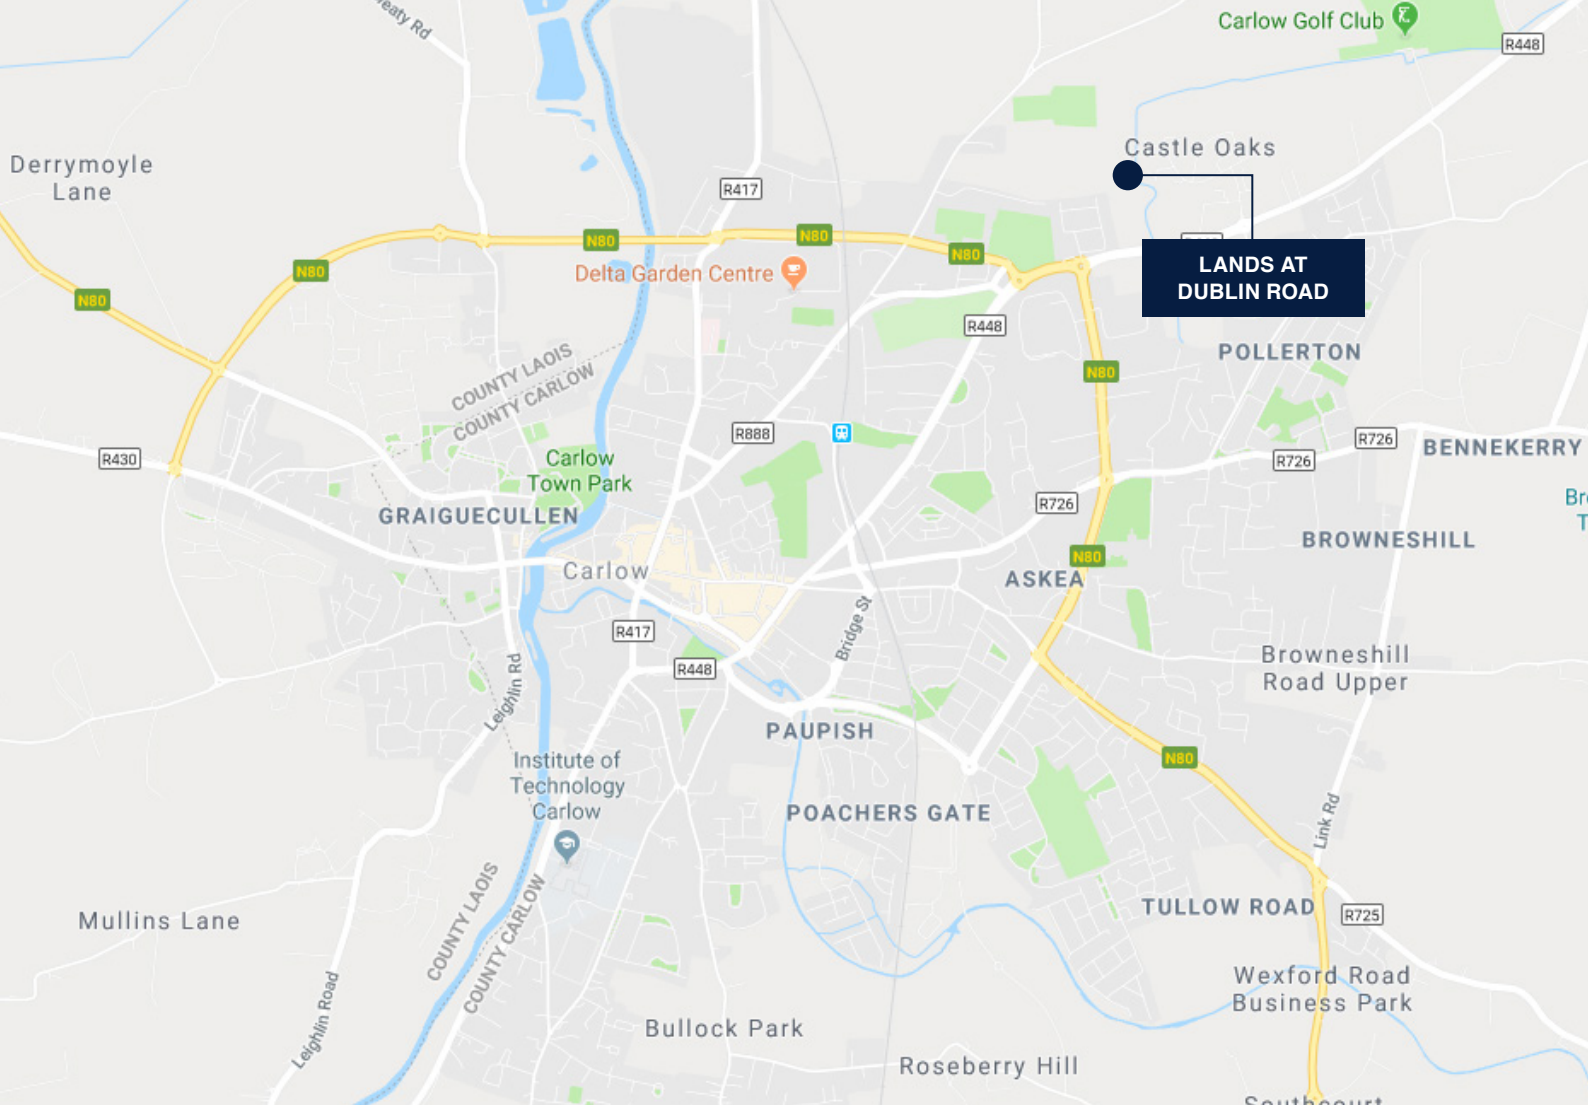 Carlow Golf Club
R448
eaty Rd
Castle Oaks
Derrymoyle
Lane
R417
N80
N80
N80
N80
LANDS AT
DUBLIN ROAD
Delta Garden Centre
N80
R448
COUNTY LAOIS
COUNTY CARLOW
POLLERTON
N80
R888
R430
R726
R726
BENNEKERRY
Carlow
Town Park
GRAIGUECULLEN
R726
Br
T
BROWNESHILL
N80
Carlow
ASKEA
R417
Bridge St
R448
Browneshill
Road Upper
Leighlin Rd
PAUPISH
N80
Institute of
Technology
Carlow
POACHERS GATE
Link Rd
TULLOW ROAD
R725
Mullins Lane
COUNTY LAOIS
COUNTY CARLOW
Wexford Road
Business Park
Leighlin Road
Bullock Park
Roseberry Hill
Southcourt